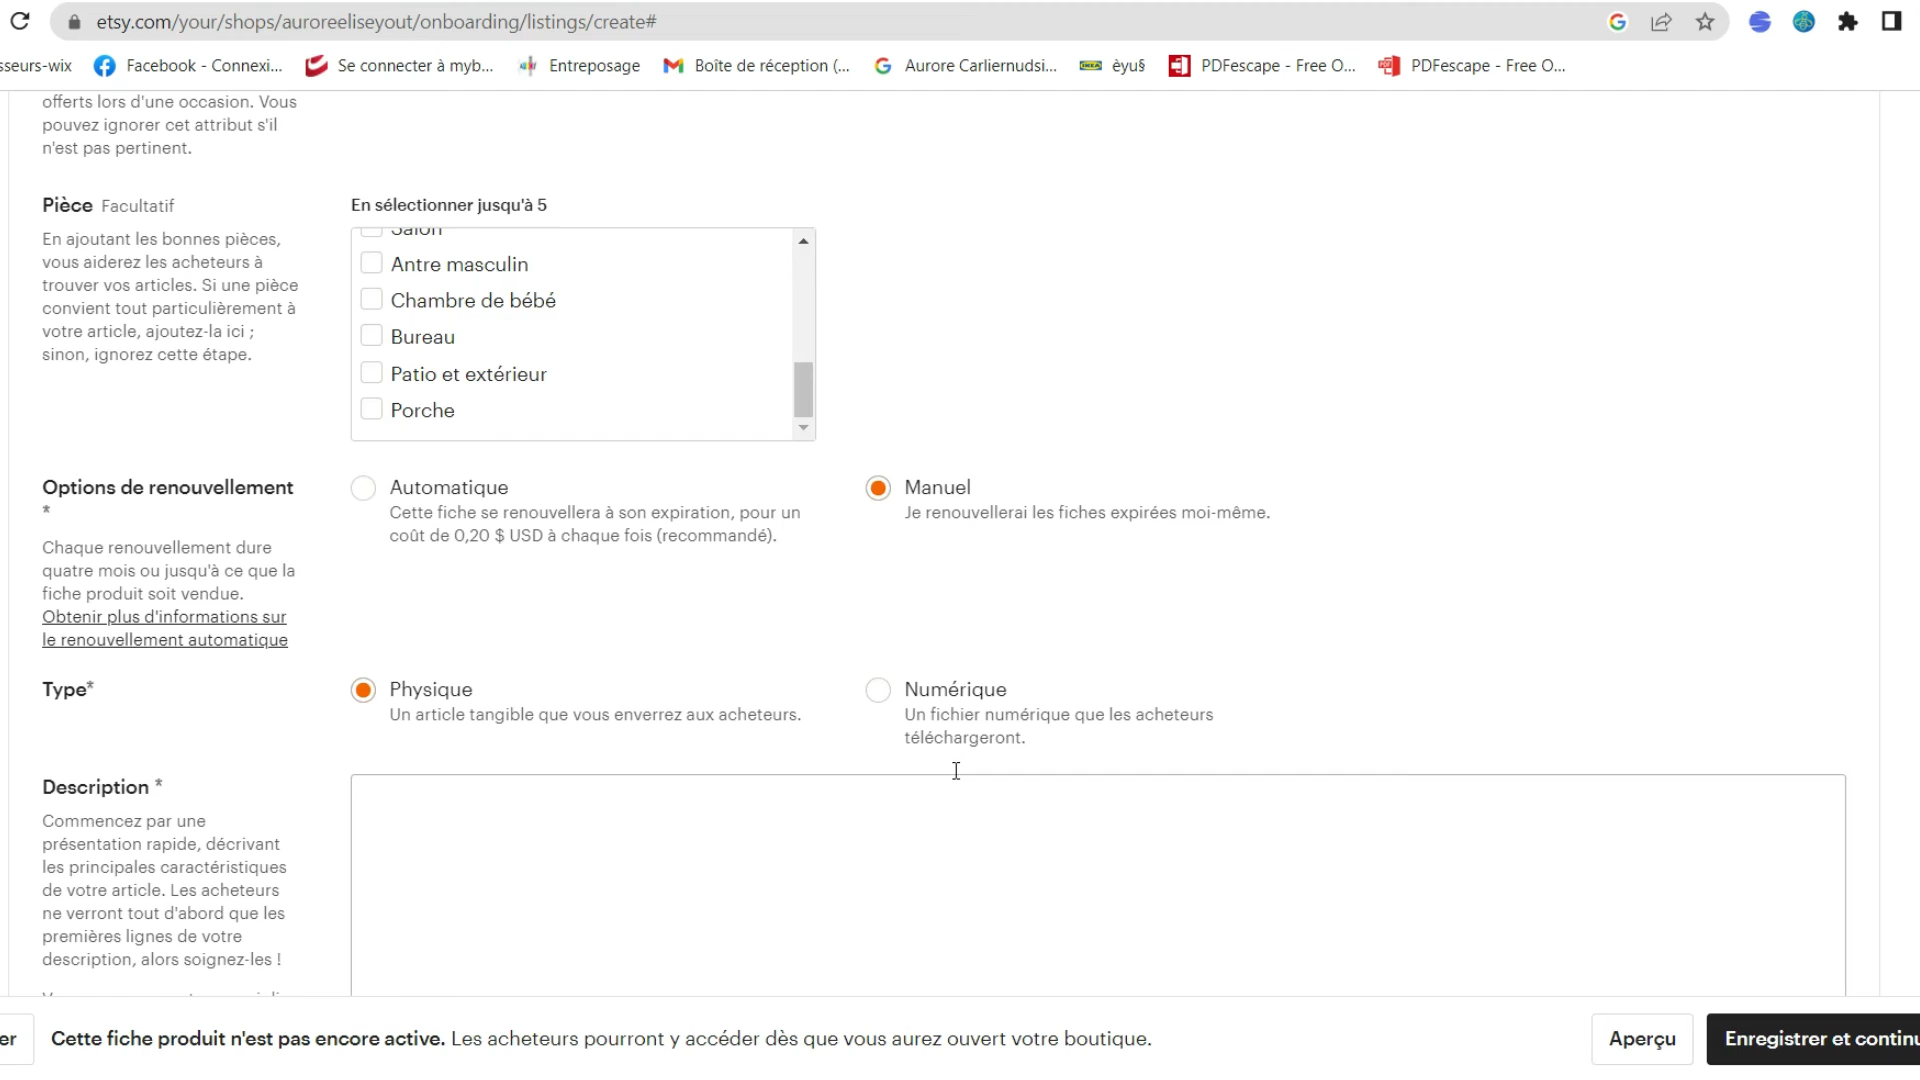 etsy.com/your/shops/auroreeliseyout/onboarding/listings/create#
sseurs-wix Facebook - Connexi... Se connecter à myb... Entreposage Boîte de réception (... Aurore Carliernudsi... èyu§ PDFescape - Free O... PDFescape - Free O...
offerts lors d'une occasion. Vous
pouvez ignorer cet attribut s'il
n'est pas pertinent.
Pièce Facultatif
En ajoutant les bonnes pièces,
vous aiderez les acheteurs à
trouver vos articles. Si une pièce
convient tout particulièrement à
votre article, ajoutez-la ici ;
sinon, ignorez cette étape.
En sélectionner jusqu'à 5
Salon
Antre masculin
Chambre de bébé
Bureau
Patio et extérieur
Porche
Options de renouvellement
*
Chaque renouvellement dure
quatre mois ou jusqu'à ce que la
fiche produit soit vendue.
Obtenir plus d'informations sur
le renouvellement automatique
Automatique
Cette fiche se renouvellera à son expiration, pour un
coût de 0,20 $ USD à chaque fois (recommandé).
Manuel
Je renouvellerai les fiches expirées moi-même.
Type*
Physique
Un article tangible que vous enverrez aux acheteurs.
Numérique
Un fichier numérique que les acheteurs
téléchargeront.
Description *
Commencez par une
présentation rapide, décrivant
les principales caractéristiques
de votre article. Les acheteurs
ne verront tout d'abord que les
premières lignes de votre
description, alors soignez-les !
er
Cette fiche produit n'est pas encore active. Les acheteurs pourront y accéder dès que vous aurez ouvert votre boutique.
Aperçu
Enregistrer et continu